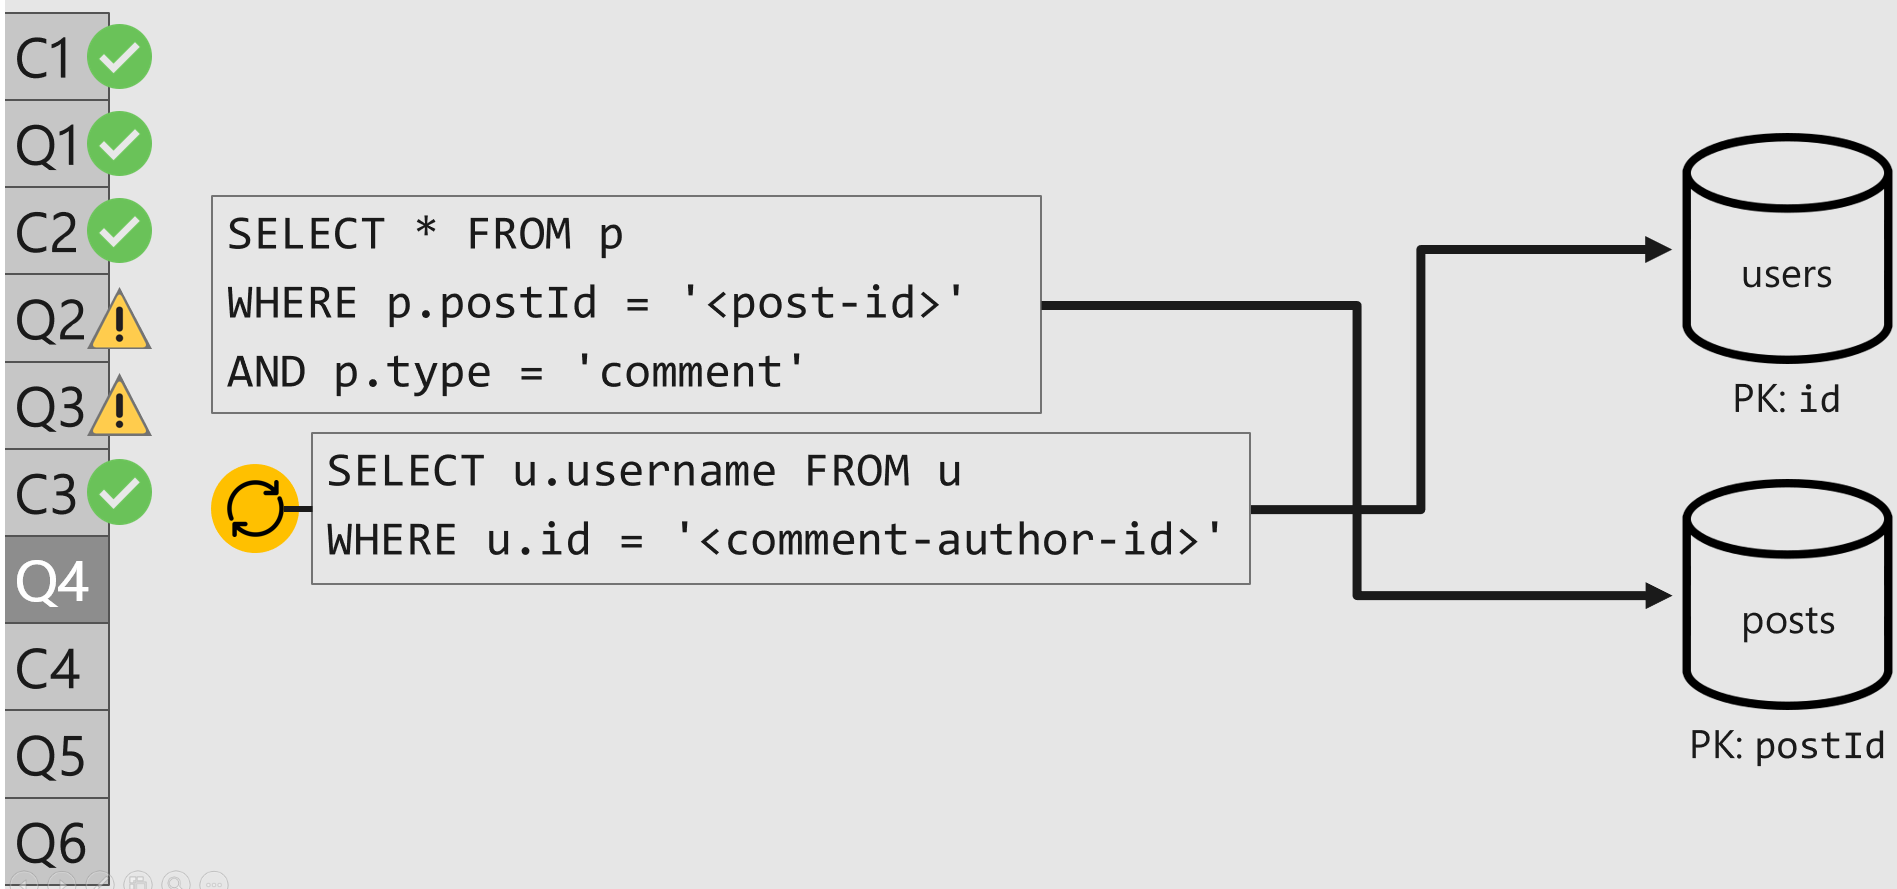 C1
Q1
C2
Q2
Q3
C3
Q4
C4
Q5
Q6
SELECT * FROM p
WHERE p.postId = '<post-id>'
AND p.type = 'comment'
SELECT u.username FROM u
WHERE u.id = '<comment-author-id>'
users
PK: id
posts
PK: postId